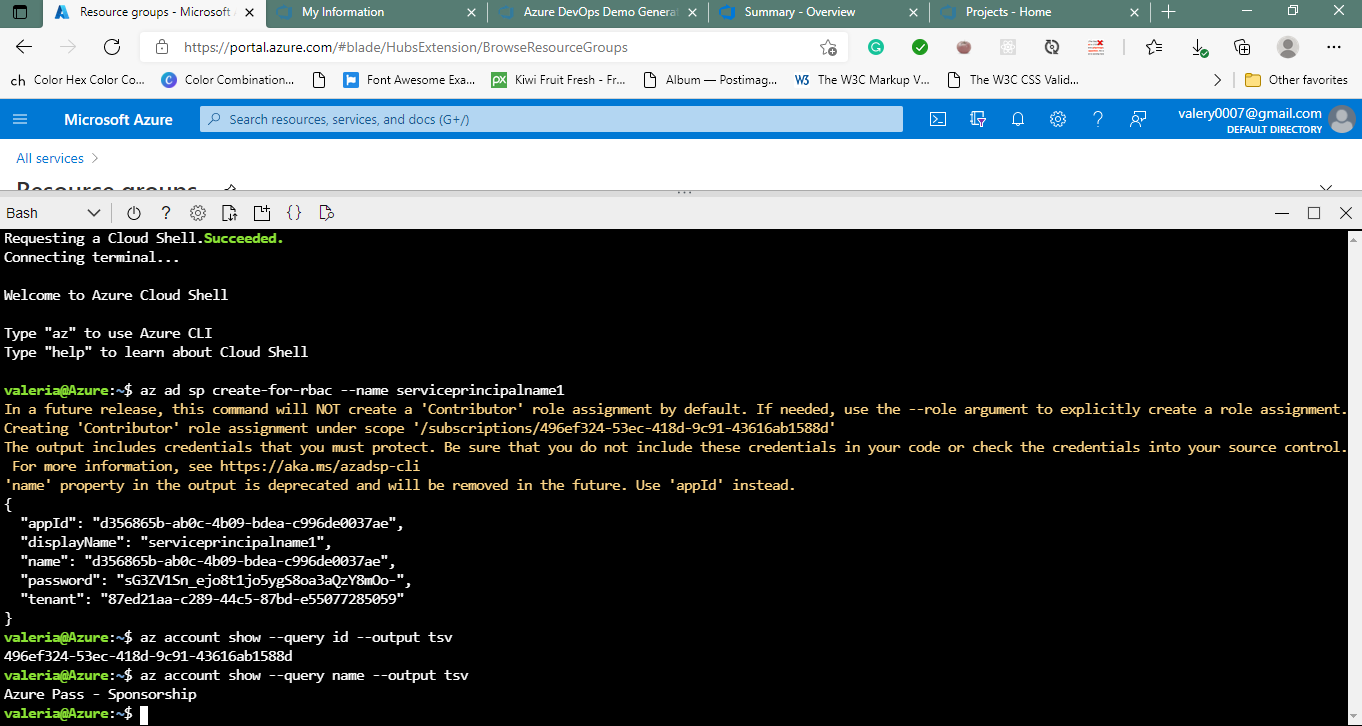 Resource groups - Microsoft
My Information
Azure DevOps Demo Genera
Summary - Overview
Projects - Home
https://portal.azure.com/#blade/HubsExtension/BrowseResourceGroups
ch Color Hex Color Co...
Color Combination...
Font Awesome Exa...
px Kiwi Fruit Fresh - Fr...
Album — Postimag...
W3 The W3C Markup V...
The W3C CSS Valid...
Other favorites
Microsoft Azure
Search resources, services, and docs (G+/)
valery0007@gmail.com
DEFAULT DIRECTORY
All services >
Resource groups
Bash
Requesting a Cloud Shell.Succeeded.
Connecting terminal...
Welcome to Azure Cloud Shell
Type "az" to use Azure CLI
Type "help" to learn about Cloud Shell
valeria@Azure:~$ az ad sp create-for-rbac --name serviceprincipalname1
In a future release, this command will NOT create a 'Contributor' role assignment by default. If needed, use the --role argument to explicitly create a role assignment.
Creating 'Contributor' role assignment under scope '/subscriptions/496ef324-53ec-418d-9c91-43616ab1588d'
The output includes credentials that you must protect. Be sure that you do not include these credentials in your code or check the credentials into your source control.
For more information, see https://aka.ms/azadsp-cli
'name' property in the output is deprecated and will be removed in the future. Use 'appId' instead.
{
"appId": "d356865b-ab0c-4b09-bdea-c996de0037ae",
"displayName": "serviceprincipalname1",
"name": "d356865b-ab0c-4b09-bdea-c996de0037ae",
"password": "sG3ZV1Sn_ejo8t1jo5ygS8oa3aQzY8mOo-",
"tenant": "87ed21aa-c289-44c5-87bd-e55077285059"
}
valeria@Azure:~$ az account show --query id --output tsv
496ef324-53ec-418d-9c91-43616ab1588d
valeria@Azure:~$ az account show --query name --output tsv
Azure Pass - Sponsorship
valeria@Azure:~$